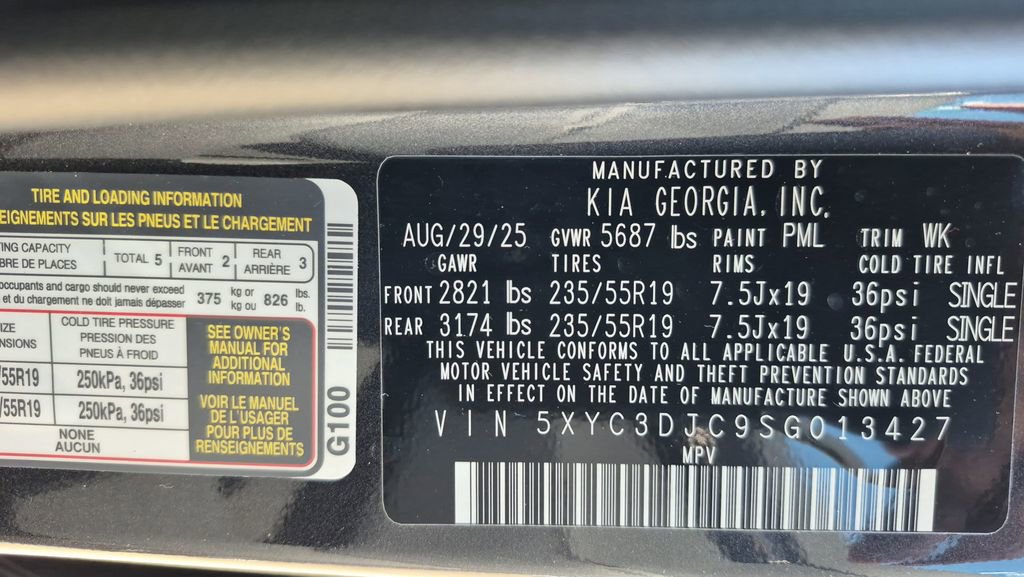 TIRE AND LOADING INFORMATION
SUR LES PNEUS ET LE CHARGEMENT
CAPACITY TOTAL 5 FRONT 2 REAR 3
DE PLACES AVANT ARRIÈRE
occupants and cargo should never exceed 375 kg or 826 lbs.
et du chargement ne doit jamais dépasser kg ou lb.
COLD TIRE PRESSURE
PRESSION DES
PNEUS À FROID
55R19 250kPa, 36psi
55R19 250kPa, 36psi
NONE
AUCUN
SEE OWNER'S
MANUAL FOR
ADDITIONAL
INFORMATION
VOIR LE MANUEL
DE L'USAGER
POUR PLUS DE
RENSEIGNEMENTS
G100
MANUFACTURED BY
KIA GEORGIA, INC.
AUG/29/25 GVWR 5687 lbs PAINT PML TRIM WK
GAWR TIRES RIMS COLD TIRE INFL
FRONT 2821 lbs 235/55R19 7.5Jx19 36psi SINGLE
REAR 3174 lbs 235/55R19 7.5Jx19 36psi SINGLE
THIS VEHICLE CONFORMS TO ALL APPLICABLE U.S.A. FEDERAL
MOTOR VEHICLE SAFETY AND THEFT PREVENTION STANDARDS
IN EFFECT ON THE DATE OF MANUFACTURE SHOWN ABOVE
VIN 5XYC3DJC9SG013427
MPV